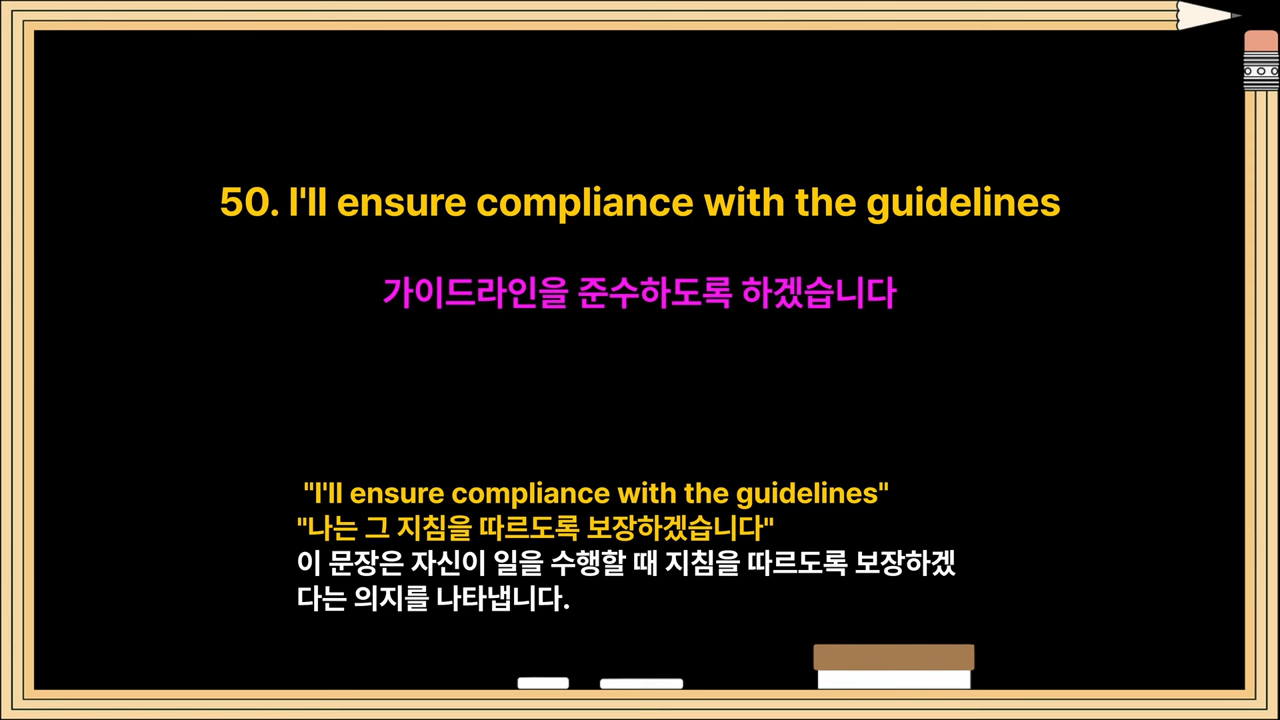 50. I'll ensure compliance with the guidelines
가이드라인을 준수하도록 하겠습니다
"I'll ensure compliance with the guidelines"
"나는 그 지침을 따르도록 보장하겠습니다"
이 문장은 자신이 일을 수행할 때 지침을 따르도록 보장하겠
다는 의지를 나타냅니다.